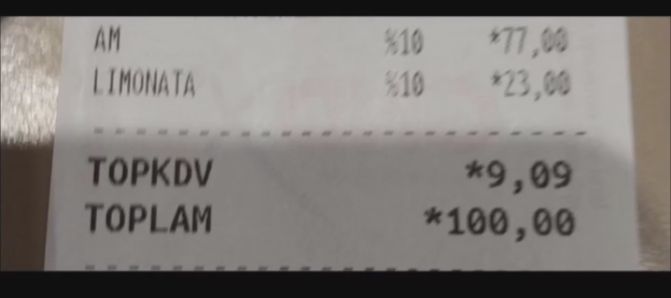 AM %10 *77,00
LIMONATA %10 *23,00
TOPKDV *9,09
TOPLAM *100,00